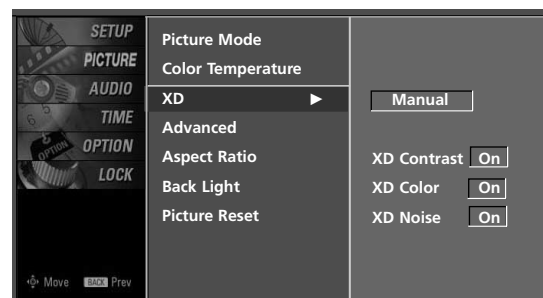 SETUP
PICTURE
AUDIO
TIME
OPTION
LOCK
Move BACK Prev
Picture Mode
Color Temperature
XD ▶
Advanced
Aspect Ratio
Back Light
Picture Reset
Manual
XD Contrast On
XD Color On
XD Noise On